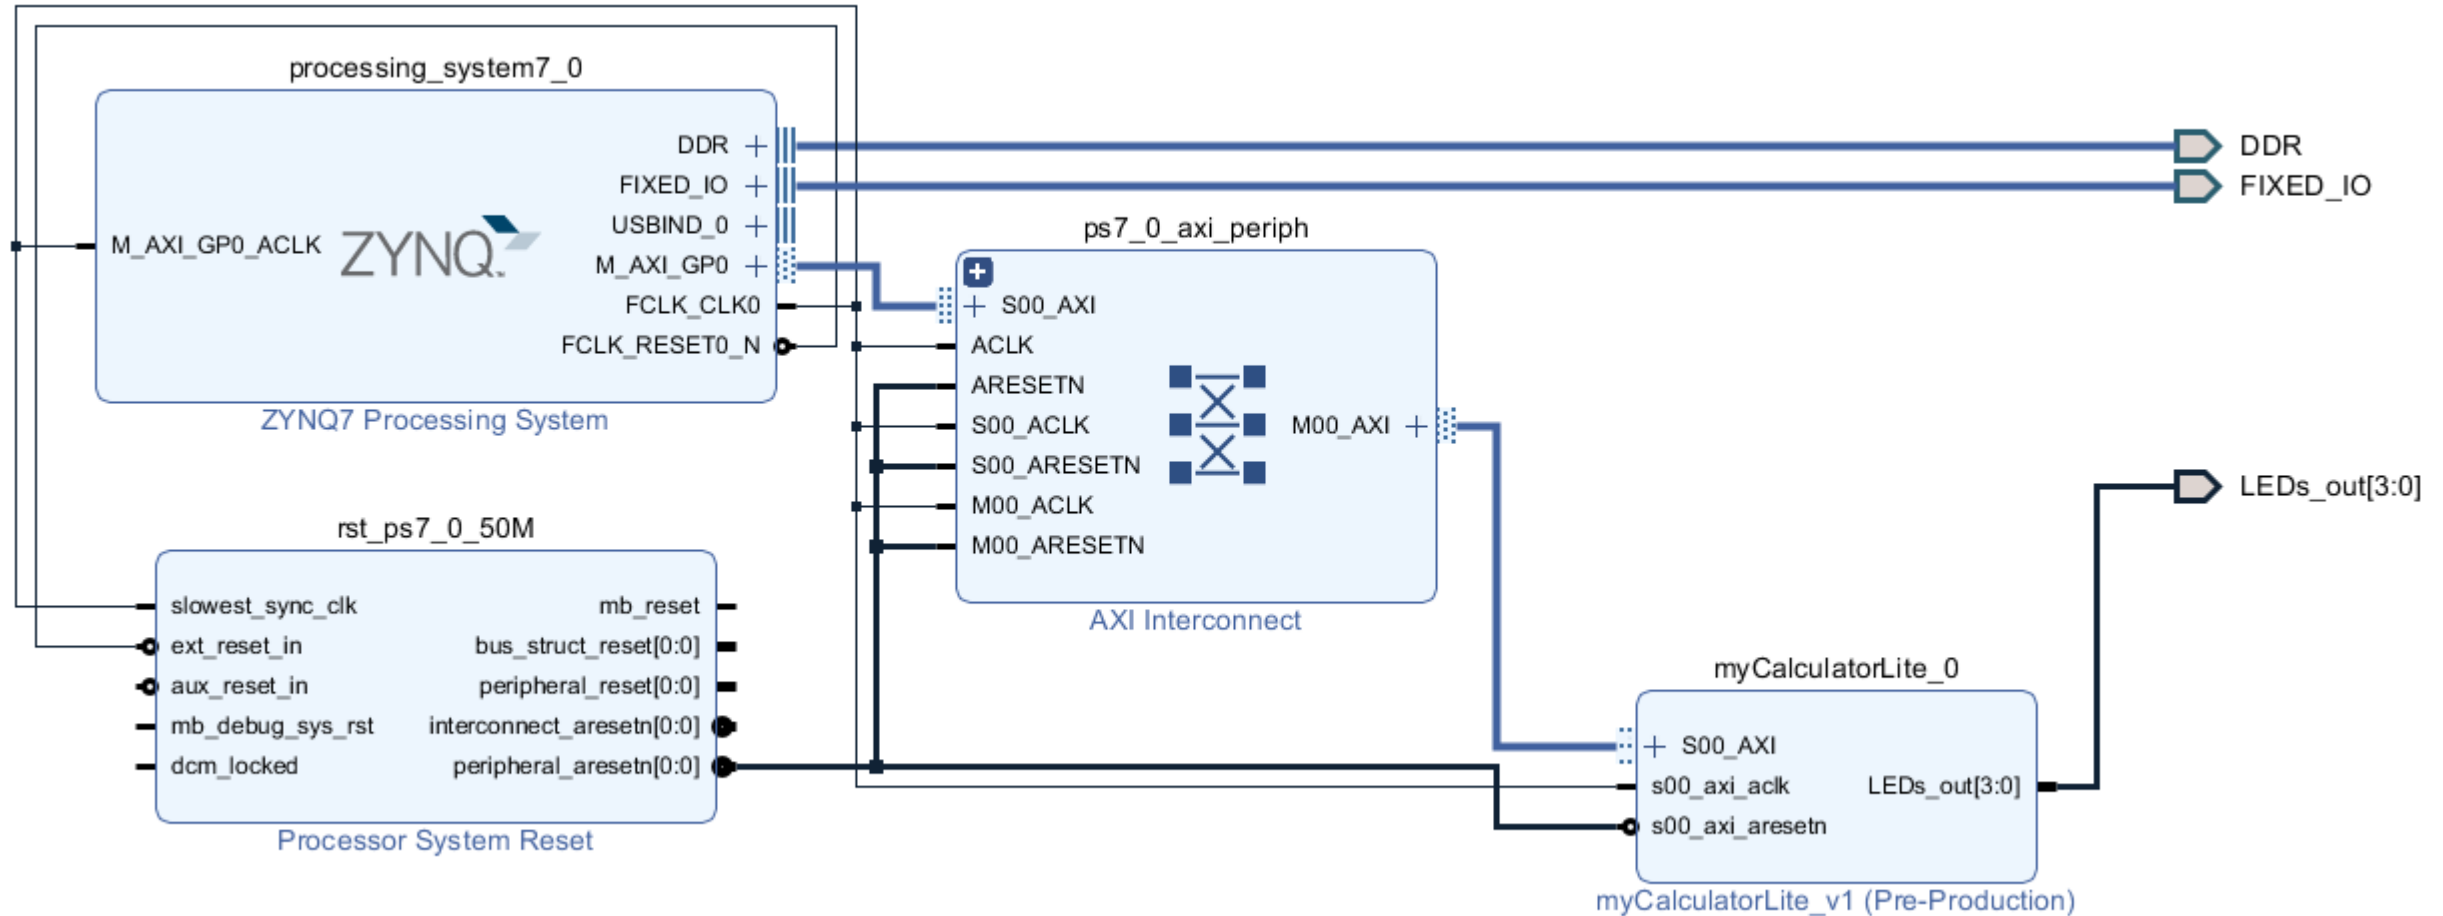 processing_system7_0
DDR
FIXED_IO
USBIND_0
M_AXI_GP0_ACLK
ZYNQ
M_AXI_GP0
FCLK_CLK0
FCLK_RESET0_N
ZYNQ7 Processing System
DDR
FIXED_IO
ps7_0_axi_periph
S00_AXI
ACLK
ARESETN
S00_ACLK
S00_ARESETN
M00_ACLK
M00_ARESETN
M00_AXI
AXI Interconnect
LEDs_out[3:0]
rst_ps7_0_50M
slowest_sync_clk
ext_reset_in
aux_reset_in
mb_debug_sys_rst
dcm_locked
mb_reset
bus_struct_reset[0:0]
peripheral_reset[0:0]
interconnect_aresetn[0:0]
peripheral_aresetn[0:0]
Processor System Reset
myCalculatorLite_0
S00_AXI
s00_axi_aclk
s00_axi_aresetn
LEDs_out[3:0]
myCalculatorLite_v1 (Pre-Production)